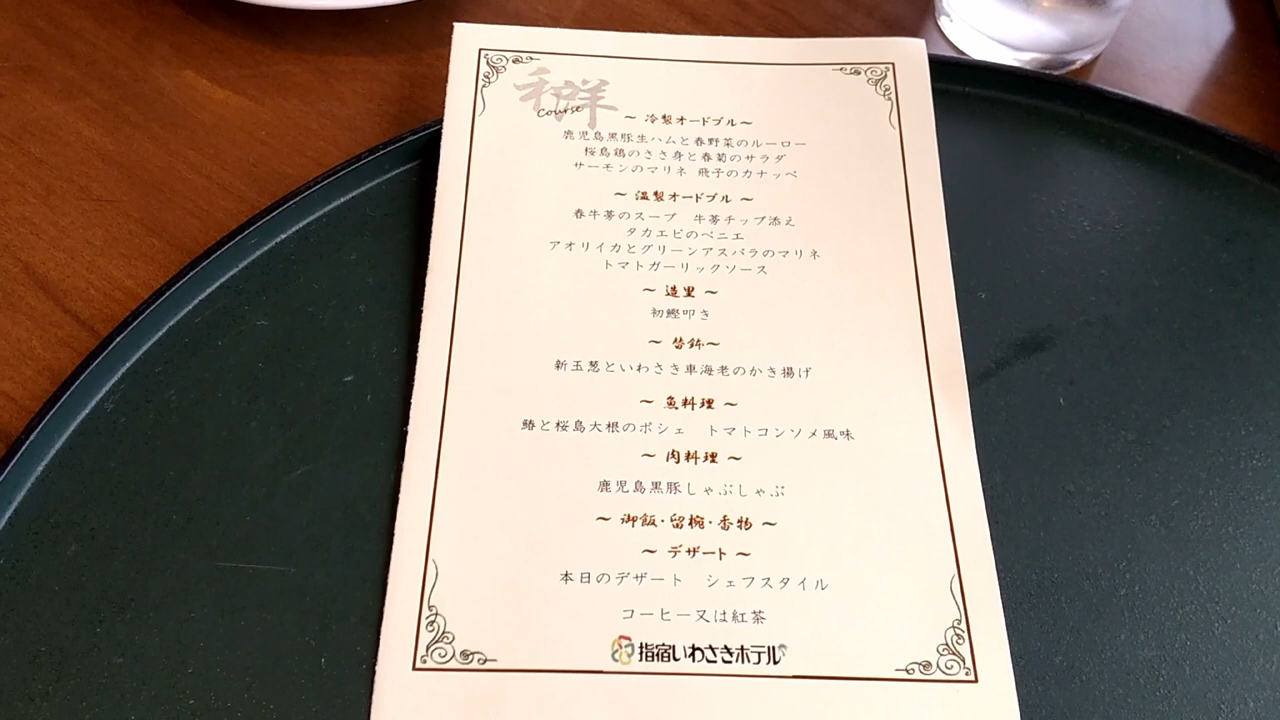 和洋
course
～ 冷製オードブル～
鹿児島黒豚生ハムと春野菜のルーロー
桜島鶏のささ身と春菊のサラダ
サーモンのマリネ 飛子のカナッペ
～ 温製オードブル ～
春牛蒡のスープ 牛蒡チップ添え
タカエビのベニエ
アオリイカとグリーンアスパラのマリネ
トマトガーリックソース
～ 造里 ～
初鰹叩き
～ 替鉢～
新玉葱といわさき車海老のかき揚げ
～ 魚料理 ～
鰆と桜島大根のポシェ トマトコンソメ風味
～ 肉料理 ～
鹿児島黒豚しゃぶしゃぶ
～ 御飯・留椀・香物 ～
～ デザート ～
本日のデザート シェフスタイル
コーヒー又は紅茶
指宿いわさきホテル